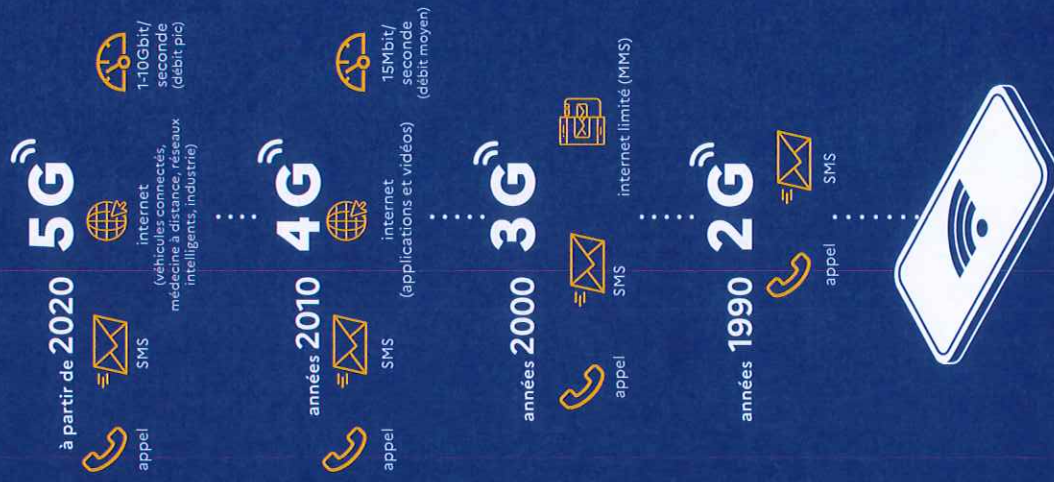 à partir de 2020 5G
appel
SMS
internet
(véhicules connectés,
médecine à distance, réseaux
intelligents, industrie)
1-10Gbit/
seconde
(débit pic)
années 2010 4G
appel
SMS
internet
(applications et vidéos)
15Mbit/
seconde
(débit moyen)
années 2000 3G
appel
SMS
internet limité (MMS)
années 1990 2G
appel
SMS